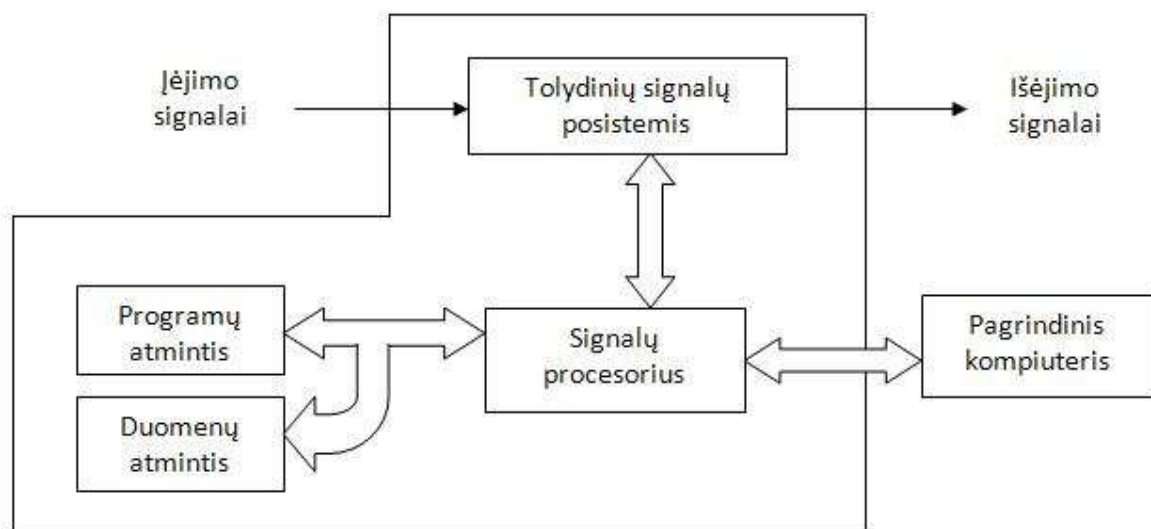 Įėjimo
signalai
Tolydinių signalų
posistemis
Išėjimo
signalai
Programų
atmintis
Duomenų
atmintis
Signalų
procesorius
Pagrindinis
kompiuteris